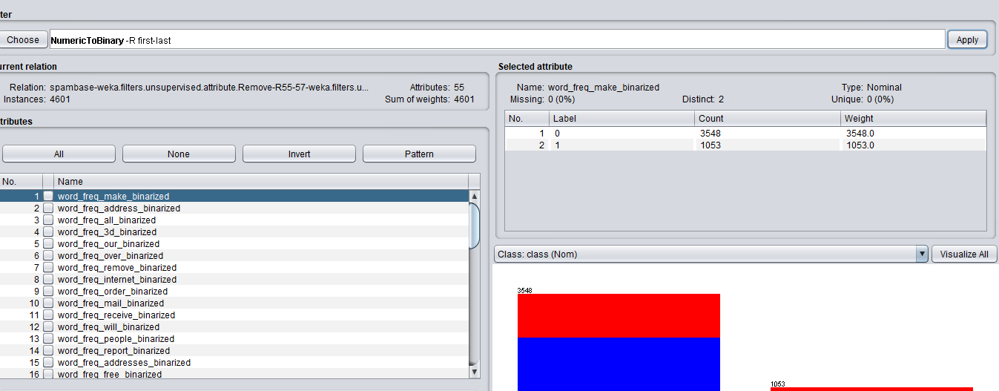 ter
Choose NumericToBinary -R first-last Apply
urrent relation
Relation: spambase-weka.filters.unsupervised.attribute.Remove-R55-57-weka.filters.u... Attributes: 55
Instances: 4601 Sum of weights: 4601
tributes
All None Invert Pattern
No. Name
1 word_freq_make_binarized
2 word_freq_address_binarized
3 word_freq_all_binarized
4 word_freq_3d_binarized
5 word_freq_our_binarized
6 word_freq_over_binarized
7 word_freq_remove_binarized
8 word_freq_internet_binarized
9 word_freq_order_binarized
10 word_freq_mail_binarized
11 word_freq_receive_binarized
12 word_freq_will_binarized
13 word_freq_people_binarized
14 word_freq_report_binarized
15 word_freq_addresses_binarized
16 word_freq_free_binarized
Selected attribute
Name: word_freq_make_binarized Type: Nominal
Missing: 0 (0%) Distinct: 2 Unique: 0 (0%)
No. Label Count Weight
1 0 3548 3548.0
2 1 1053 1053.0
Class: class (Nom) Visualize All
3548
1053